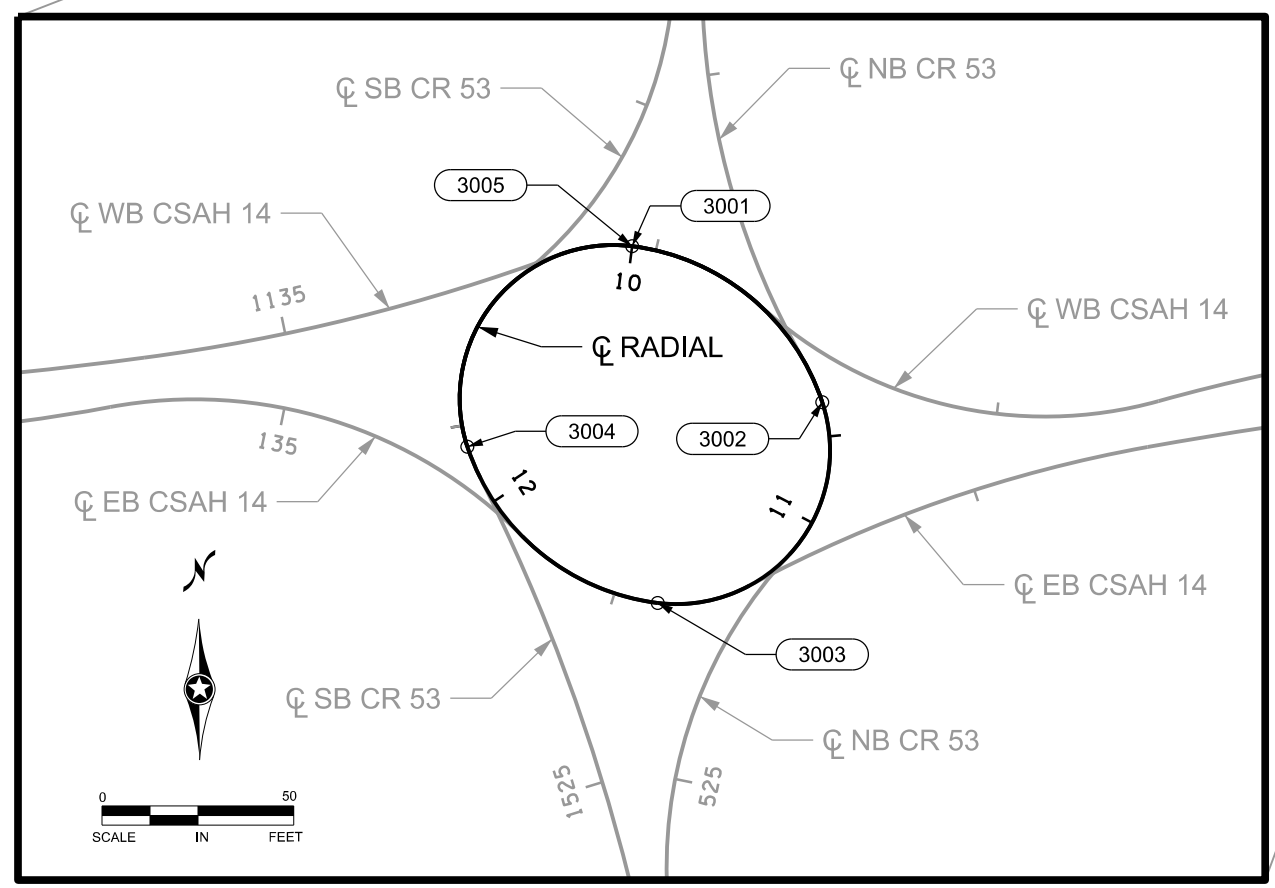 ℄ NB CR 53
℄ SB CR 53
3005
3001
℄ WB CSAH 14
10
1135
℄ WB CSAH 14
℄ RADIAL
3004
3002
135
12
℄ EB CSAH 14
11
N
℄ EB CSAH 14
3003
℄ SB CR 53
℄ NB CR 53
1525
525
0 50
SCALE IN FEET